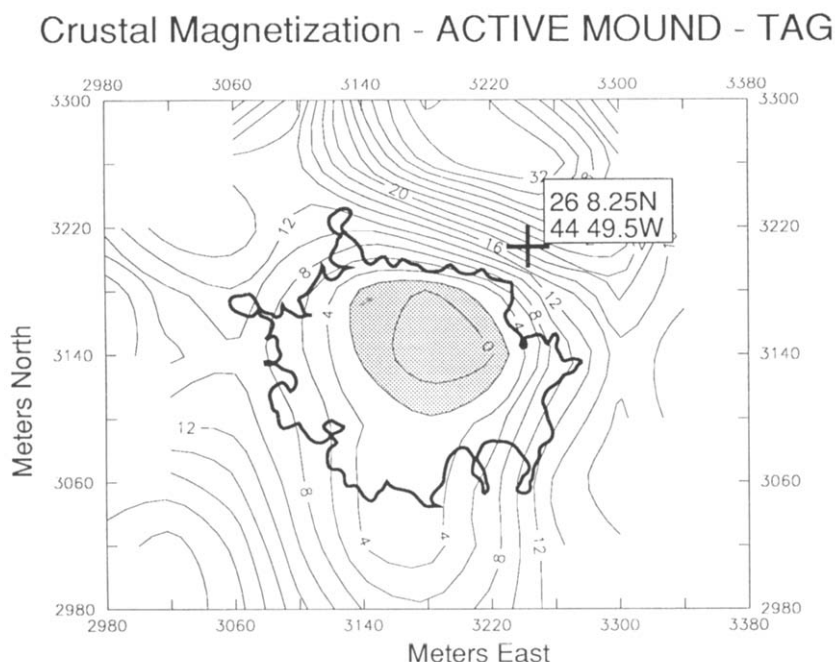 Crustal Magnetization - ACTIVE MOUND - TAG
2980 3060 3140 3220 3300 3380
3300 3300
32
20
26 8.25N
44 49.5W
12
3220 16 3220
8 12
4 8
4
3140 0 3140
12
3060 8 3060
4 4 8 12
2980 2980
2980 3060 3140 3220 3300 3380
Meters North
Meters East